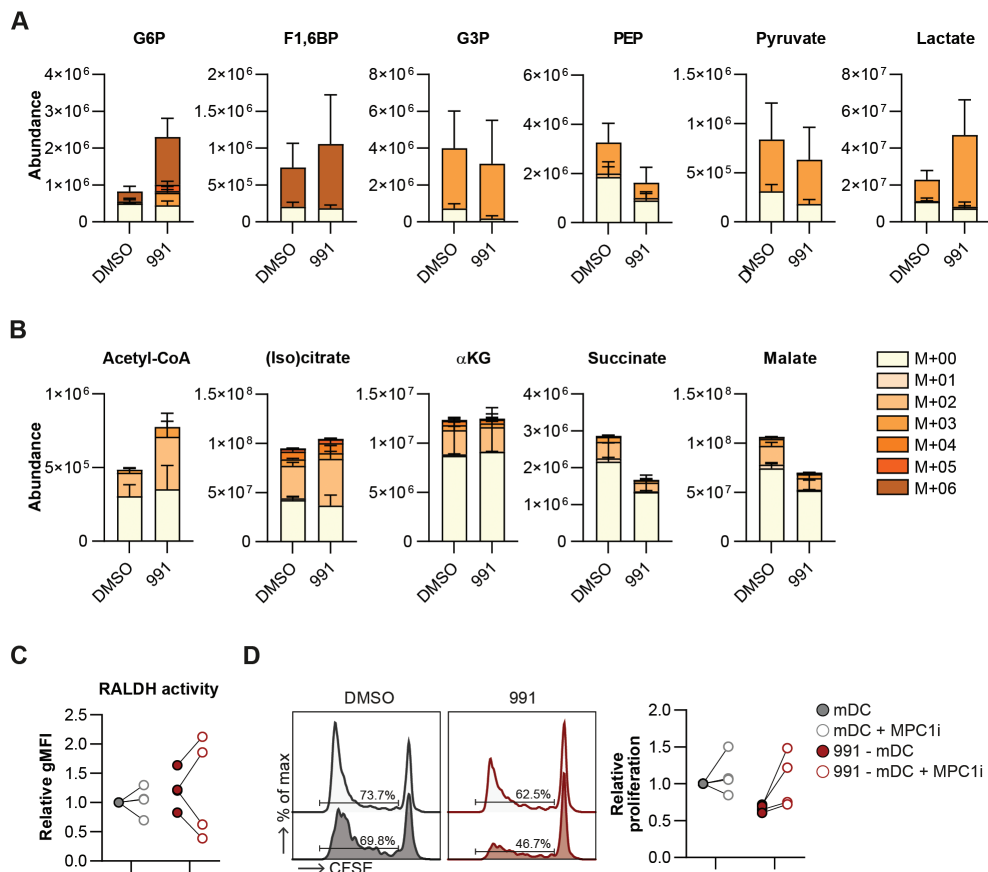 A
G6P F1,6BP G3P PEP Pyruvate Lactate
Abundance
4×10⁶
3×10⁶
2×10⁶
1×10⁶
0
DMSO
991
2×10⁶
2×10⁶
1×10⁶
5×10⁵
0
DMSO
991
8×10⁶
6×10⁶
4×10⁶
2×10⁶
0
DMSO
991
6×10⁶
4×10⁶
2×10⁶
0
DMSO
991
1.5×10⁶
1×10⁶
5×10⁵
0
DMSO
991
8×10⁷
6×10⁷
4×10⁷
2×10⁷
0
DMSO
991
B
Acetyl-CoA (Iso)citrate αKG Succinate Malate
Abundance
1×10⁶
5×10⁵
0
DMSO
991
1.5×10⁸
1×10⁸
5×10⁷
0
DMSO
991
1.5×10⁷
1×10⁷
5×10⁶
0
DMSO
991
4×10⁶
3×10⁶
2×10⁶
1×10⁶
0
DMSO
991
1.5×10⁸
1×10⁸
5×10⁷
0
DMSO
991
M+00
M+01
M+02
M+03
M+04
M+05
M+06
C
RALDH activity
Relative gMFI
2.5
2.0
1.5
1.0
0.5
0.0
D
DMSO
991
% of max
73.7%
69.8%
62.5%
46.7%
CFSE
Relative
proliferation
2.0
1.5
1.0
0.5
0.0
mDC
mDC + MPC1i
991 - mDC
991 - mDC + MPC1i